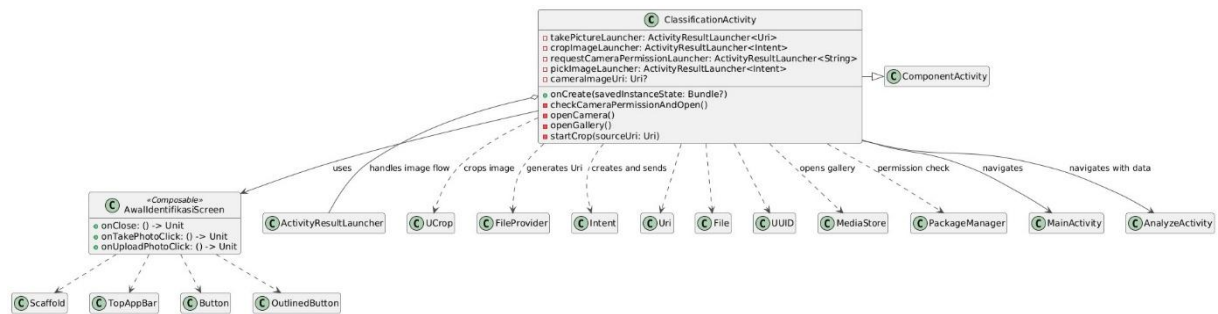 C ClassificationActivity
takePictureLauncher: ActivityResultLauncher<Uri>
cropImageLauncher: ActivityResultLauncher<Intent>
requestCameraPermissionLauncher: ActivityResultLauncher<String>
pickImageLauncher: ActivityResultLauncher<Intent>
cameraImageUri: Uri?
onCreate(savedInstanceState: Bundle?)
checkCameraPermissionAndOpen()
openCamera()
openGallery()
startCrop(sourceUri: Uri)
C ComponentActivity
uses
handles image flow
crops image
generates Uri
creates and sends
opens gallery
permission check
navigates
navigates with data
«Composable»
C AwalIdentifikasiScreen
onClose: () -> Unit
onTakePhotoClick: () -> Unit
onUploadPhotoClick: () -> Unit
C ActivityResultLauncher
C UCrop
C FileProvider
C Intent
C Uri
C File
C UUID
C MediaStore
C PackageManager
C MainActivity
C AnalyzeActivity
C Scaffold
C TopAppBar
C Button
C OutlinedButton